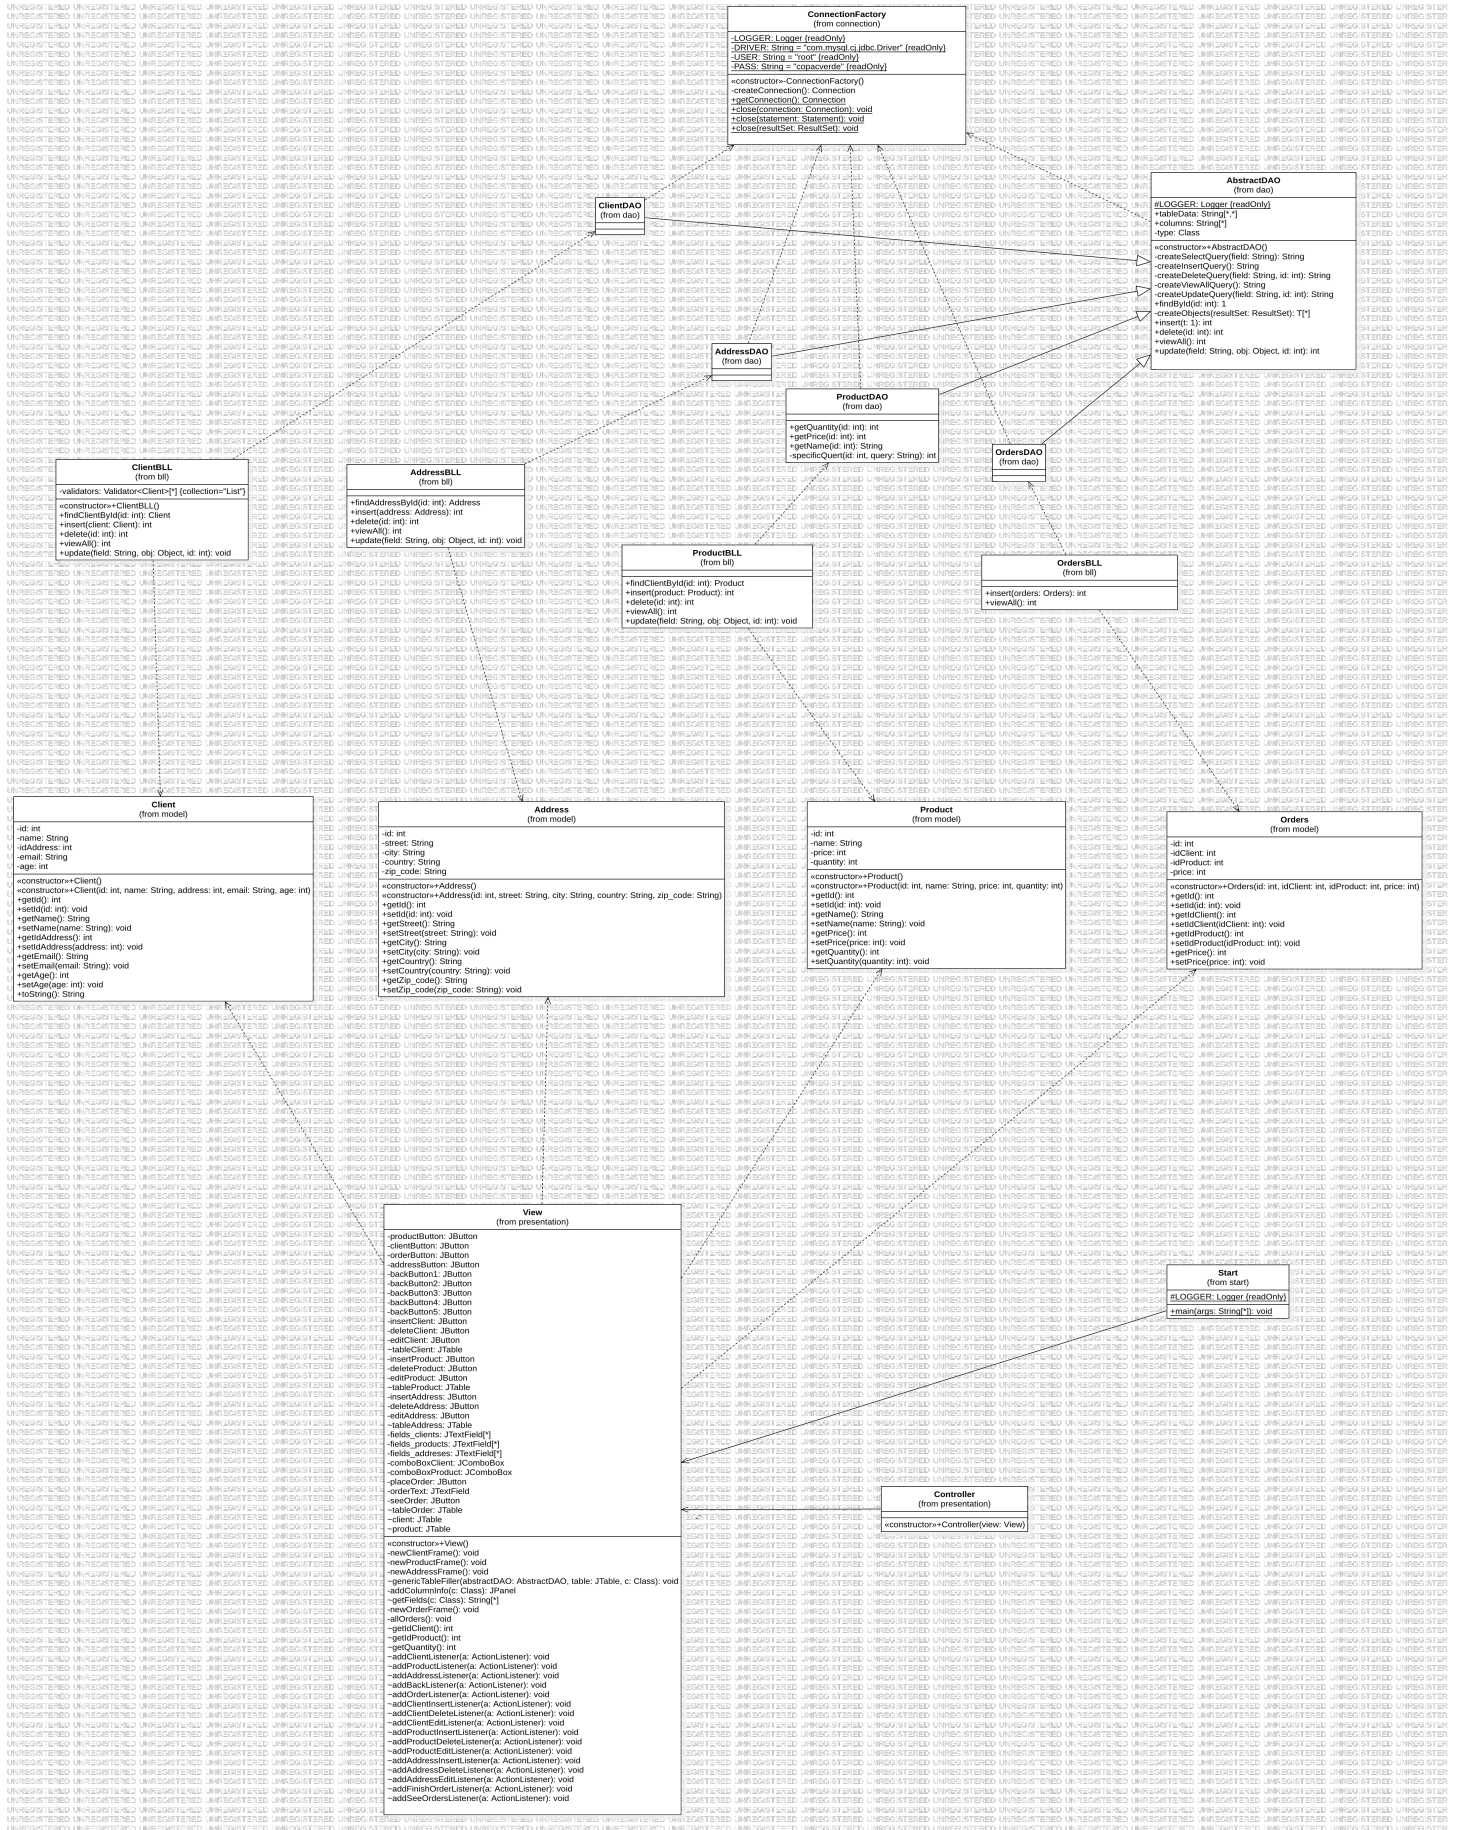 ConnectionFactory
(from connection)
-LOGGER: Logger {readOnly}
-DRIVER: String = "com.mysql.cj.jdbc.Driver" {readOnly}
-USER: String = "root" {readOnly}
-PASS: String = "copacverde" {readOnly}
«constructor»-ConnectionFactory()
-createConnection(): Connection
+getConnection(): Connection
+close(connection: Connection): void
+close(statement: Statement): void
+close(resultSet: ResultSet): void
AbstractDAO
(from dao)
#LOGGER: Logger {readOnly}
+tableData: String[*,*]
+columns: String[*]
-type: Class
«constructor»+AbstractDAO()
-createSelectQuery(field: String): String
-createInsertQuery(): String
-createDeleteQuery(field: String, id: int): String
-createViewAllQuery(): String
-createUpdateQuery(field: String, id: int): String
+findById(id: int): 1
-createObjects(resultSet: ResultSet): T[*]
+insert(t: 1): int
+delete(id: int): int
+viewAll(): int
+update(field: String, obj: Object, id: int): int
ClientDAO
(from dao)
AddressDAO
(from dao)
ProductDAO
(from dao)
+getQuantity(id: int): int
+getPrice(id: int): int
+getName(id: int): String
-specificQuert(id: int, query: String): int
OrdersDAO
(from dao)
ClientBLL
(from bll)
-validators: Validator<Client>[*] {collection="List"}
«constructor»+ClientBLL()
+findClientById(id: int): Client
+insert(client: Client): int
+delete(id: int): int
+viewAll(): int
+update(field: String, obj: Object, id: int): void
AddressBLL
(from bll)
+findAddressById(id: int): Address
+insert(address: Address): int
+delete(id: int): int
+viewAll(): int
+update(field: String, obj: Object, id: int): void
ProductBLL
(from bll)
+findClientById(id: int): Product
+insert(product: Product): int
+delete(id: int): int
+viewAll(): int
+update(field: String, obj: Object, id: int): void
OrdersBLL
(from bll)
+insert(orders: Orders): int
+viewAll(): int
Client
(from model)
-id: int
-name: String
-idAddress: int
-email: String
-age: int
«constructor»+Client()
«constructor»+Client(id: int, name: String, address: int, email: String, age: int)
+getId(): int
+setId(id: int): void
+getName(): String
+setName(name: String): void
+getIdAddress(): int
+setIdAddress(address: int): void
+getEmail(): String
+setEmail(email: String): void
+getAge(): int
+setAge(age: int): void
+toString(): String
Address
(from model)
-id: int
-street: String
-city: String
-country: String
-zip_code: String
«constructor»+Address()
«constructor»+Address(id: int, street: String, city: String, country: String, zip_code: String)
+getId(): int
+setId(id: int): void
+getStreet(): String
+setStreet(street: String): void
+getCity(): String
+setCity(city: String): void
+getCountry(): String
+setCountry(country: String): void
+getZip_code(): String
+setZip_code(zip_code: String): void
Product
(from model)
-id: int
-name: String
-price: int
-quantity: int
«constructor»+Product()
«constructor»+Product(id: int, name: String, price: int, quantity: int)
+getId(): int
+setId(id: int): void
+getName(): String
+setName(name: String): void
+getPrice(): int
+setPrice(price: int): void
+getQuantity(): int
+setQuantity(quantity: int): void
Orders
(from model)
-id: int
-idClient: int
-idProduct: int
-price: int
«constructor»+Orders(id: int, idClient: int, idProduct: int, price: int)
+getId(): int
+setId(id: int): void
+getIdClient(): int
+setIdClient(idClient: int): void
+getIdProduct(): int
+setIdProduct(idProduct: int): void
+getPrice(): int
+setPrice(price: int): void
View
(from presentation)
-productButton: JButton
-clientButton: JButton
-orderButton: JButton
-addressButton: JButton
-backButton1: JButton
-backButton2: JButton
-backButton3: JButton
-backButton4: JButton
-backButton5: JButton
-insertClient: JButton
-deleteClient: JButton
-editClient: JButton
~tableClient: JTable
-insertProduct: JButton
-deleteProduct: JButton
-editProduct: JButton
~tableProduct: JTable
-insertAddress: JButton
-deleteAddress: JButton
-editAddress: JButton
~tableAddress: JTable
-fields_clients: JTextField[*]
-fields_products: JTextField[*]
-fields_addreses: JTextField[*]
-comboBoxClient: JComboBox
-comboBoxProduct: JComboBox
-placeOrder: JButton
-orderText: JTextField
-seeOrder: JButton
~tableOrder: JTable
~client: JTable
~product: JTable
«constructor»+View()
-newClientFrame(): void
-newProductFrame(): void
-newAddressFrame(): void
~genericTableFiller(abstractDAO: AbstractDAO, table: JTable, c: Class): void
-addColumnInfo(c: Class): JPanel
~getFields(c: Class): String[*]
-newOrderFrame(): void
-allOrders(): void
~getIdClient(): int
~getIdProduct(): int
~getQuantity(): int
~addClientListener(a: ActionListener): void
~addProductListener(a: ActionListener): void
~addAddressListener(a: ActionListener): void
~addBackListener(a: ActionListener): void
~addOrderListener(a: ActionListener): void
~addClientInsertListener(a: ActionListener): void
~addClientDeleteListener(a: ActionListener): void
~addClientEditListener(a: ActionListener): void
~addProductInsertListener(a: ActionListener): void
~addProductDeleteListener(a: ActionListener): void
~addProductEditListener(a: ActionListener): void
~addAddressInsertListener(a: ActionListener): void
~addAddressDeleteListener(a: ActionListener): void
~addAddressEditListener(a: ActionListener): void
~addFinishOrderListener(a: ActionListener): void
~addSeeOrdersListener(a: ActionListener): void
Start
(from start)
#LOGGER: Logger {readOnly}
+main(args: String[*]): void
Controller
(from presentation)
«constructor»+Controller(view: View)